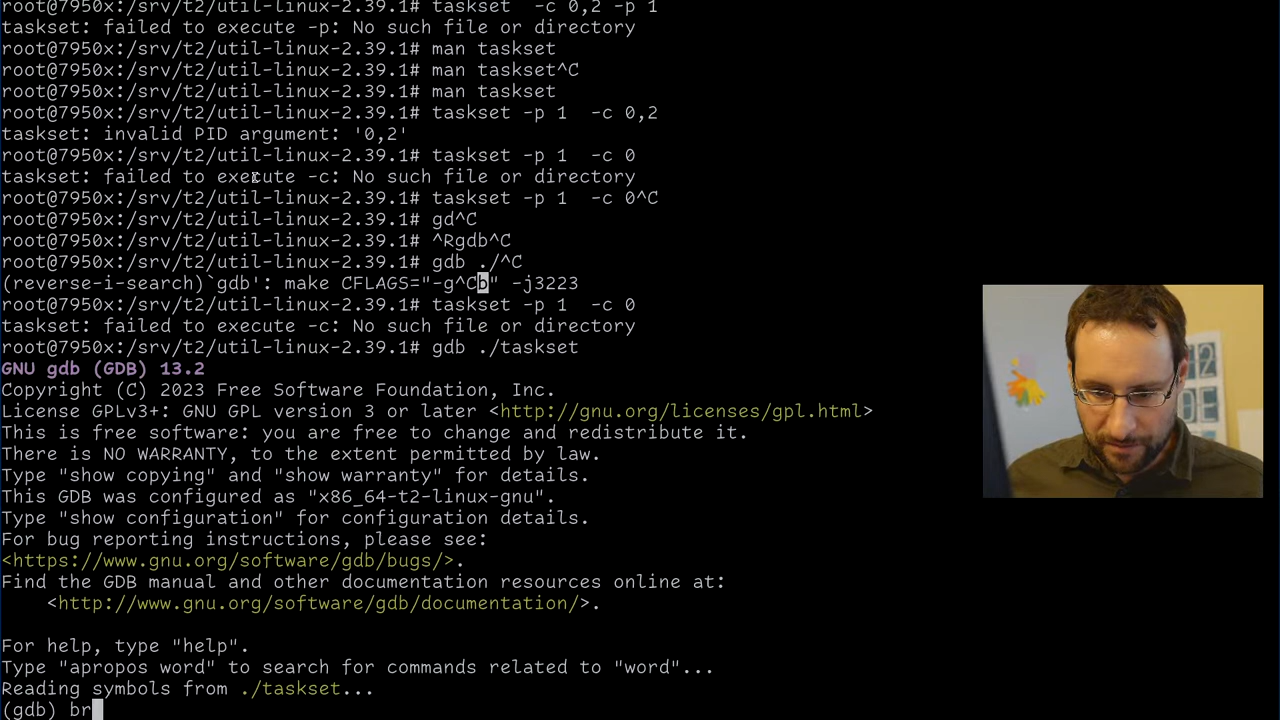 root@7950x:/srv/t2/util-linux-2.39.1# taskset  -c 0,2 -p 1
taskset: failed to execute -p: No such file or directory
root@7950x:/srv/t2/util-linux-2.39.1# man taskset
root@7950x:/srv/t2/util-linux-2.39.1# man taskset^C
root@7950x:/srv/t2/util-linux-2.39.1# man taskset
root@7950x:/srv/t2/util-linux-2.39.1# taskset -p 1  -c 0,2
taskset: invalid PID argument: '0,2'
root@7950x:/srv/t2/util-linux-2.39.1# taskset -p 1  -c 0
taskset: failed to execute -c: No such file or directory
root@7950x:/srv/t2/util-linux-2.39.1# taskset -p 1  -c 0^C
root@7950x:/srv/t2/util-linux-2.39.1# gd^C
root@7950x:/srv/t2/util-linux-2.39.1# ^Rgdb^C
root@7950x:/srv/t2/util-linux-2.39.1# gdb ./^C
(reverse-i-search)`gdb': make CFLAGS="-g^Cb" -j3223
root@7950x:/srv/t2/util-linux-2.39.1# taskset -p 1  -c 0
taskset: failed to execute -c: No such file or directory
root@7950x:/srv/t2/util-linux-2.39.1# gdb ./taskset
GNU gdb (GDB) 13.2
Copyright (C) 2023 Free Software Foundation, Inc.
License GPLv3+: GNU GPL version 3 or later <http://gnu.org/licenses/gpl.html>
This is free software: you are free to change and redistribute it.
There is NO WARRANTY, to the extent permitted by law.
Type "show copying" and "show warranty" for details.
This GDB was configured as "x86_64-t2-linux-gnu".
Type "show configuration" for configuration details.
For bug reporting instructions, please see:
<https://www.gnu.org/software/gdb/bugs/>.
Find the GDB manual and other documentation resources online at:
    <http://www.gnu.org/software/gdb/documentation/>.
For help, type "help".
Type "apropos word" to search for commands related to "word"...
Reading symbols from ./taskset...
(gdb) br